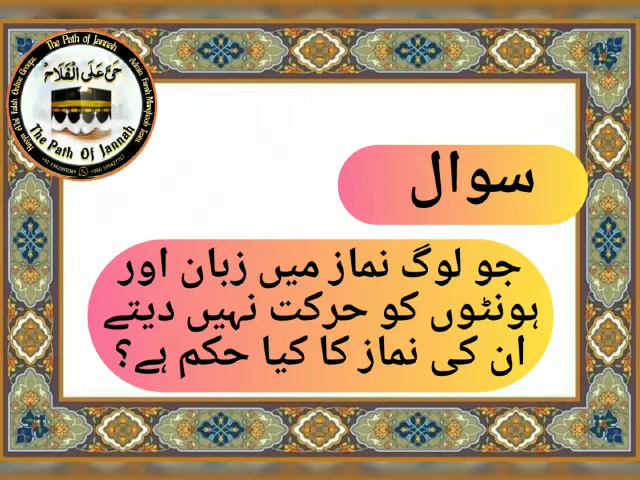 The Path of Jannah
حَیَّ عَلَی الْفَلَاحْ
The Path Of Jannah
سوال
جو لوگ نماز میں زبان اور
ہونٹوں کو حرکت نہیں دیتے
ان کی نماز کا کیا حکم ہے؟